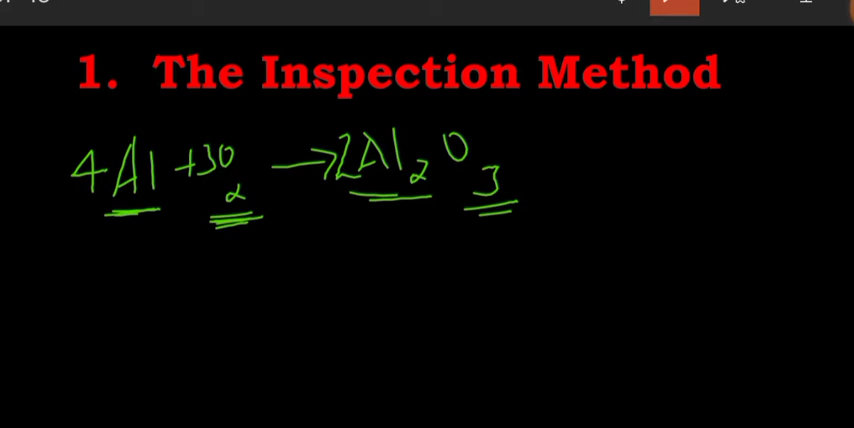 1. The Inspection Method
4Al + 3O₂ → 2Al₂O₃